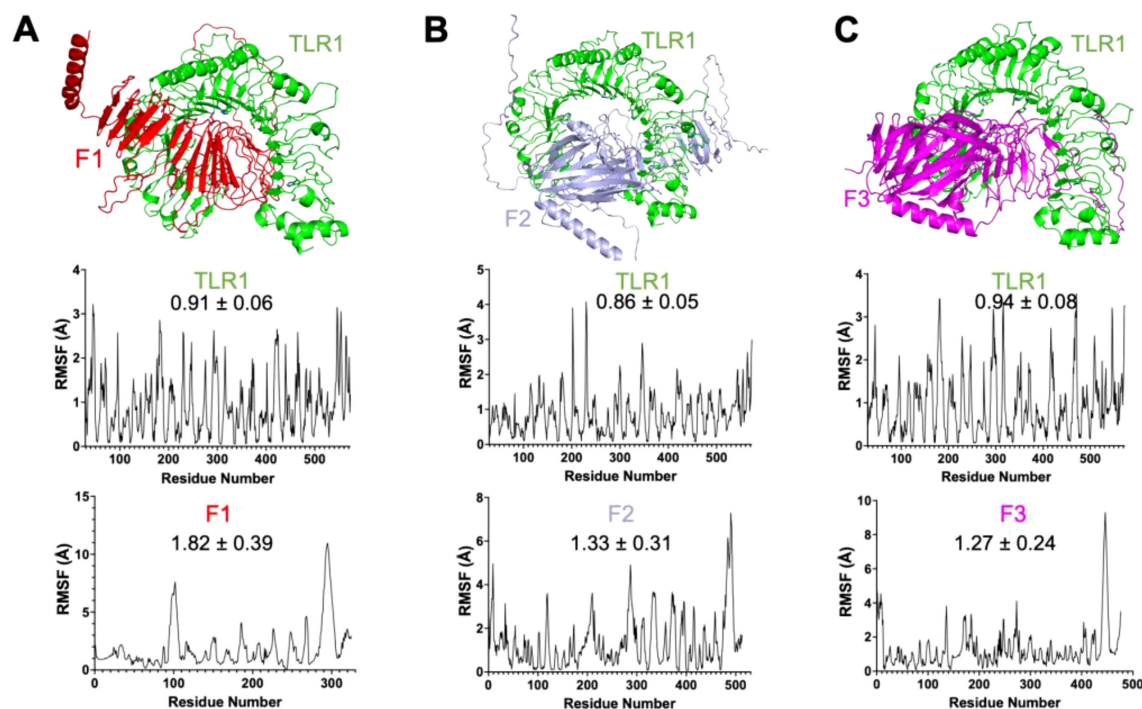 A
TLR1
F1
TLR1
0.91 ± 0.06
RMSF (Å)
4
3
2
1
0
100 200 300 400 500
Residue Number
F1
1.82 ± 0.39
RMSF (Å)
15
10
5
0
0 100 200 300
Residue Number
B
TLR1
F2
TLR1
0.86 ± 0.05
RMSF (Å)
5
4
3
2
1
0
100 200 300 400 500
Residue Number
F2
1.33 ± 0.31
RMSF (Å)
8
6
4
2
0
0 100 200 300 400 500
Residue Number
C
TLR1
F3
TLR1
0.94 ± 0.08
RMSF (Å)
4
3
2
1
0
100 200 300 400 500
Residue Number
F3
1.27 ± 0.24
RMSF (Å)
10
8
6
4
2
0
0 100 200 300 400 500
Residue Number